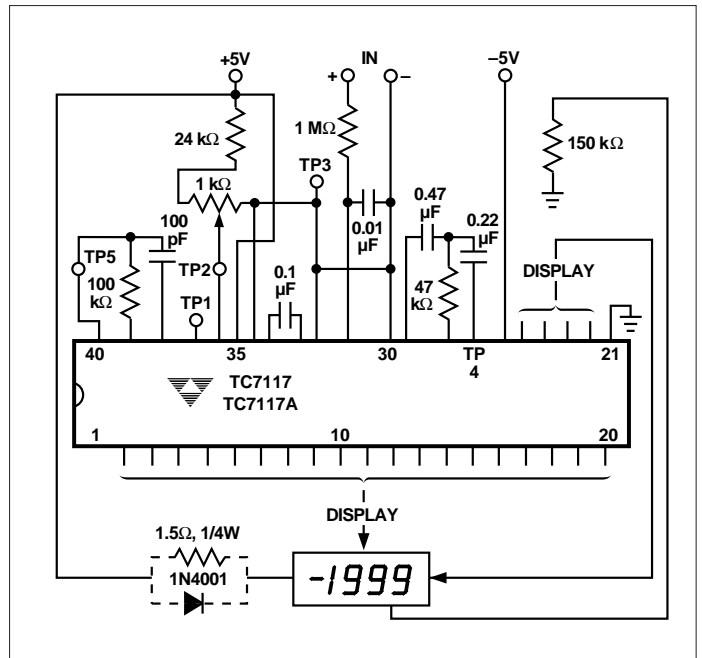 +5V
+ IN −
−5V
24 kΩ
1 MΩ
150 kΩ
TP3
1 kΩ
0.47
µF
0.22
µF
100
pF
0.01
µF
TP5
TP2
0.1
µF
DISPLAY
100
kΩ
TP1
47
kΩ
40
35
30
TP
4
21
TC7117
TC7117A
1
10
20
DISPLAY
1.5Ω, 1/4W
1N4001
-1999